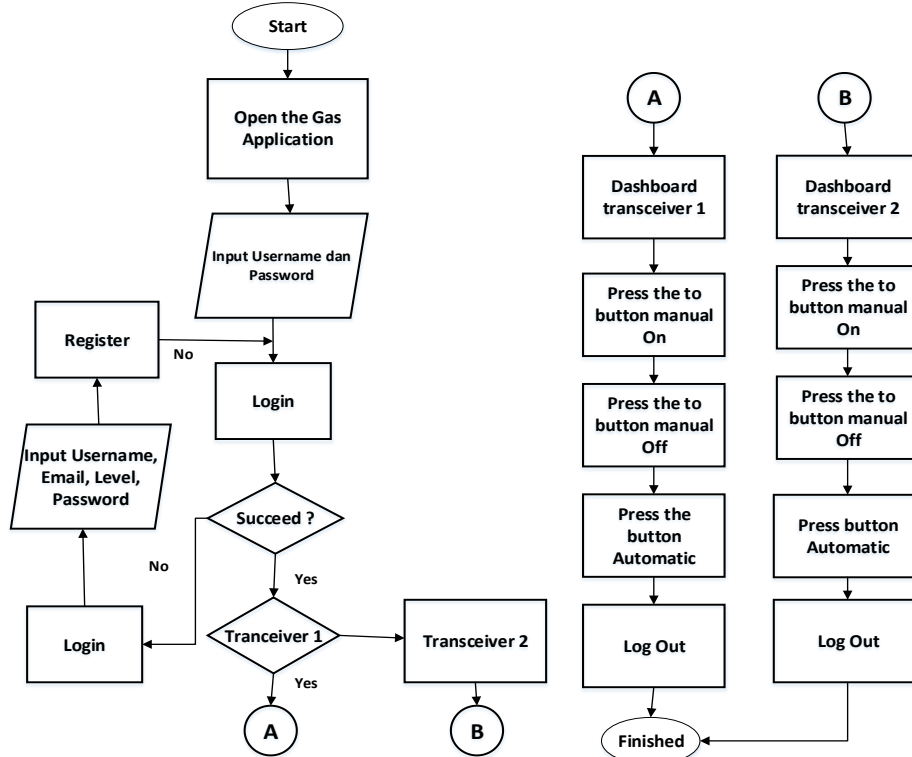 Start
Open the Gas
Application
Input Username dan
Password
Register
No
Login
Input Username,
Email, Level,
Password
Succeed ?
No
Yes
Login
Tranceiver 1
Transceiver 2
Yes
A
B
A
Dashboard
transceiver 1
Press the to
button manual
On
Press the to
button manual
Off
Press the
button
Automatic
Log Out
Finished
B
Dashboard
transceiver 2
Press the to
button manual
On
Press the to
button manual
Off
Press button
Automatic
Log Out